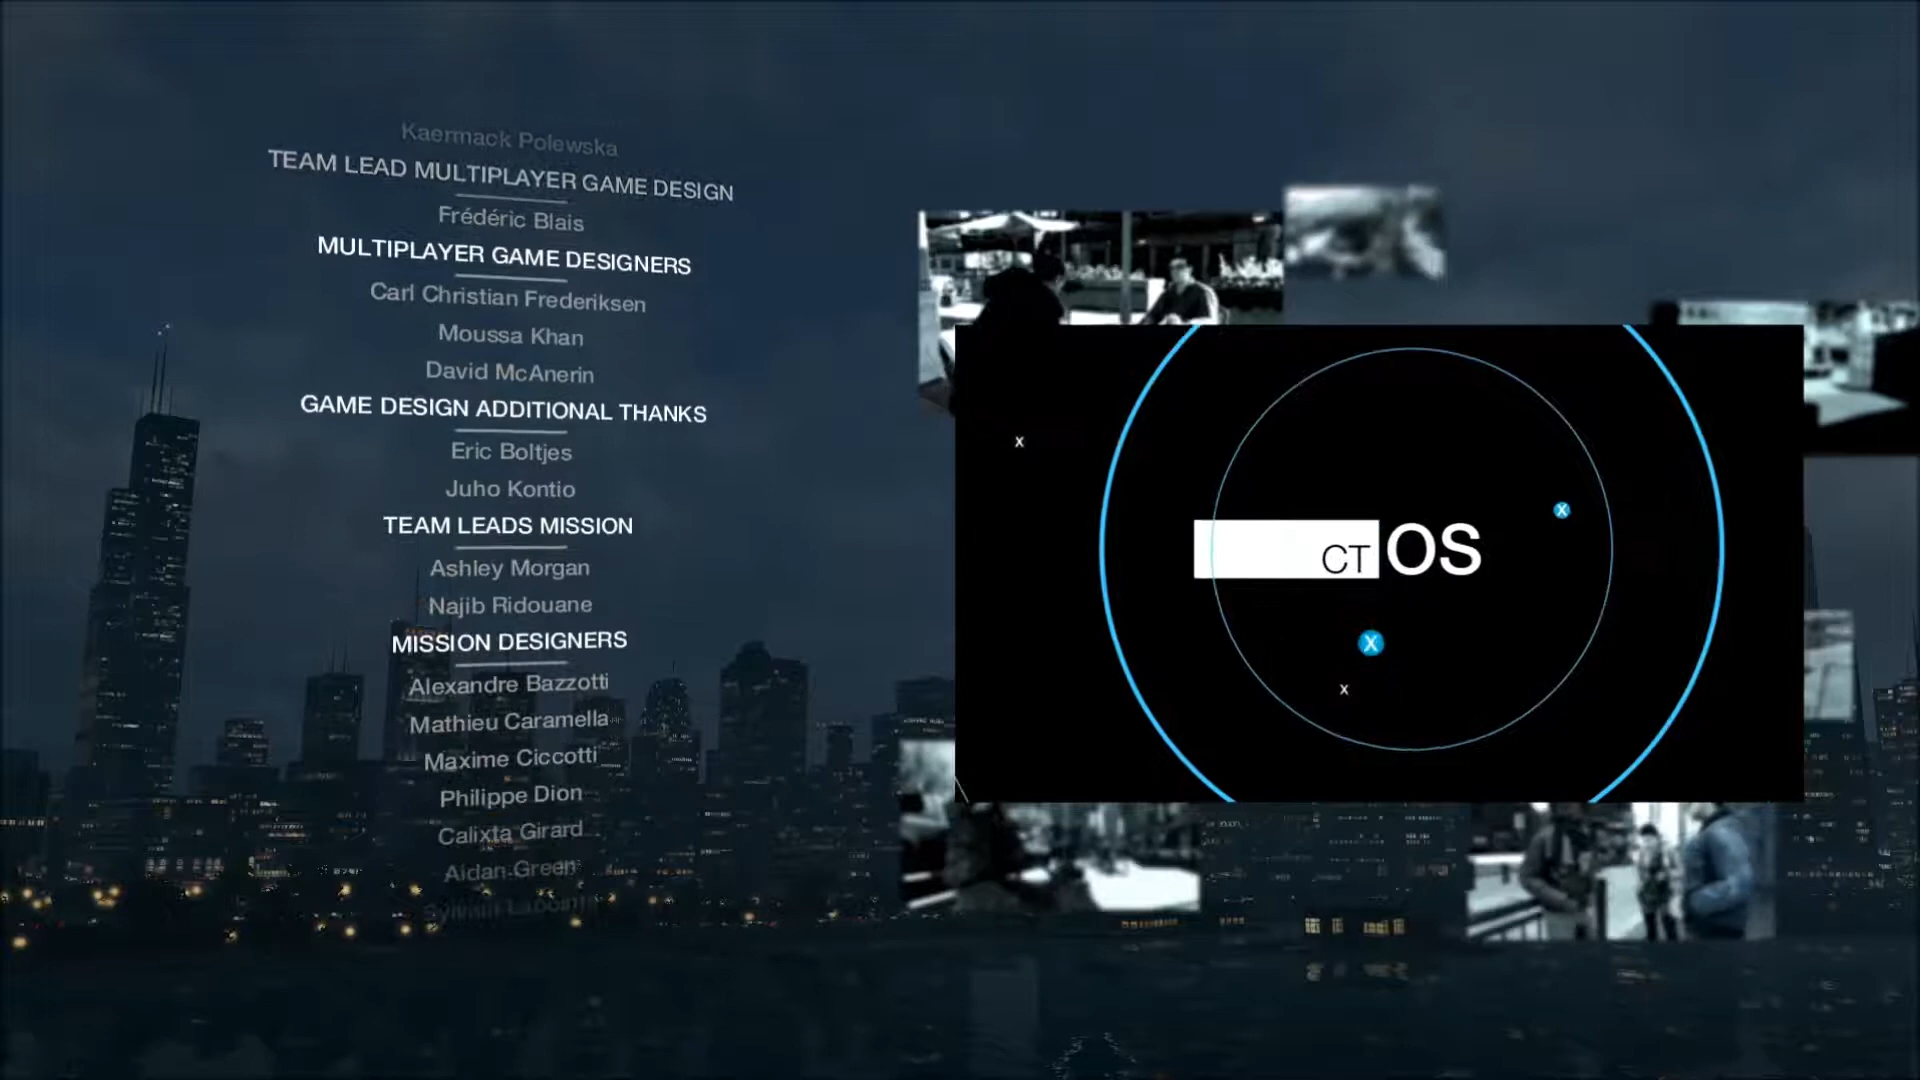 Kaermack Polewska
TEAM LEAD MULTIPLAYER GAME DESIGN
Frédéric Blais
MULTIPLAYER GAME DESIGNERS
Carl Christian Frederiksen
Moussa Khan
David McAnerin
GAME DESIGN ADDITIONAL THANKS
Eric Boltjes
Juho Kontio
TEAM LEADS MISSION
Ashley Morgan
Najib Ridouane
MISSION DESIGNERS
Alexandre Bazzotti
Mathieu Caramella
Maxime Ciccotti
Philippe Dion
Calixta Girard
Aidan Green
Sylvain
x
X
CTOS
X
x